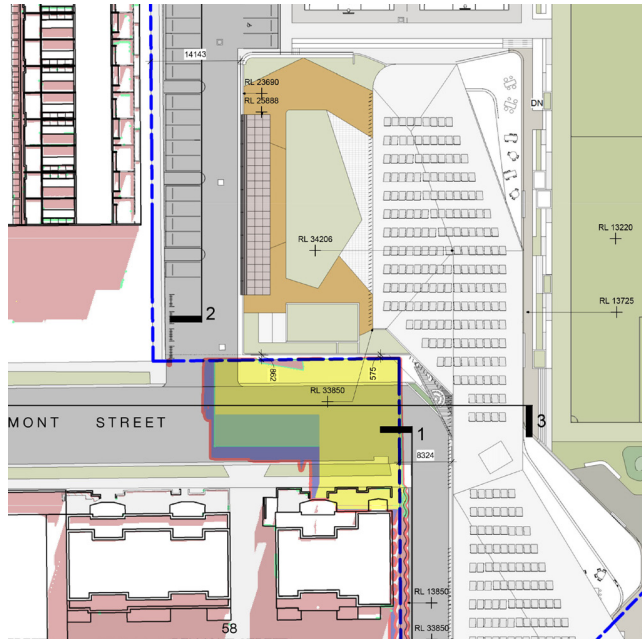 14143
RL 23690
RL 25888
DN
RL 34206
RL 13220
RL 13725
2
862
575
RL 33850
MONT STREET
1
3
8324
RL 13850
58
RL 33850